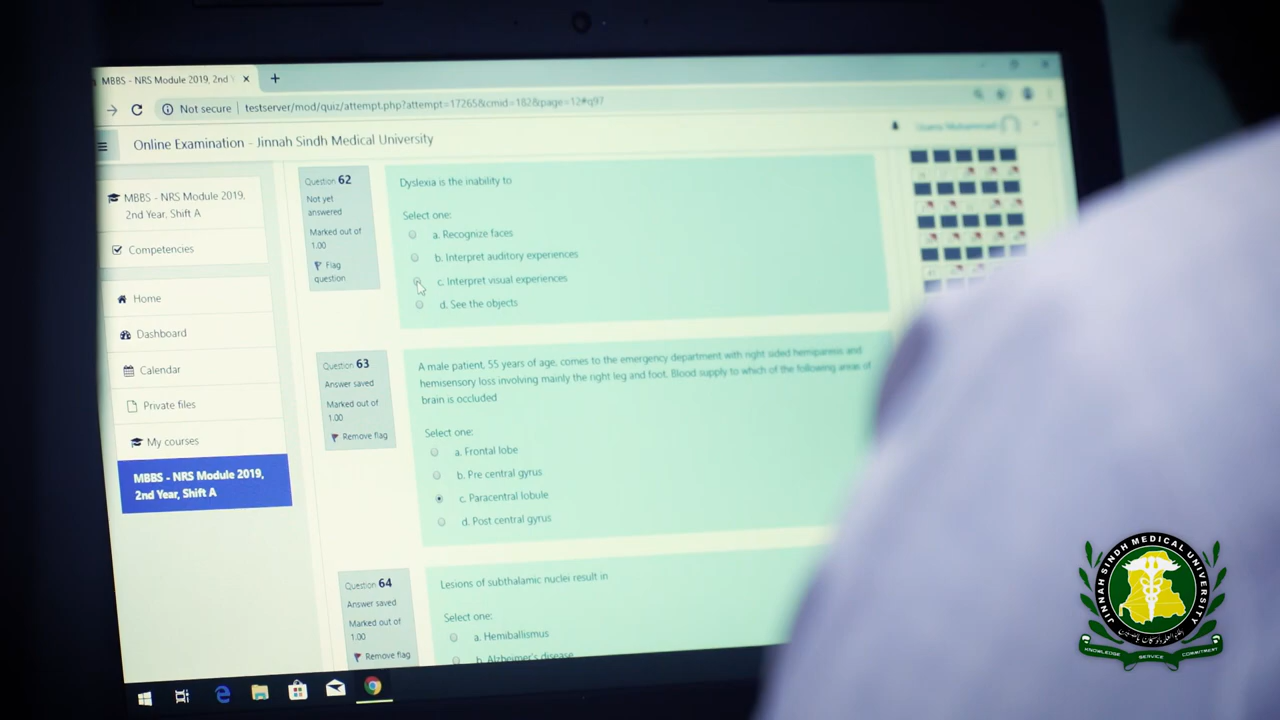 MBBS - NRS Module 2019, 2nd Y
Not secure
testserver/mod/quiz/attempt.php?attempt=17265&cmid=182&page=12#q97
Online Examination - Jinnah Sindh Medical University
MBBS - NRS Module 2019,
2nd Year, Shift A
Competencies
Home
Dashboard
Calendar
Private files
My courses
MBBS - NRS Module 2019,
2nd Year, Shift A
Question 62
Not yet
answered
Marked out of
1.00
Flag
question
Dyslexia is the inability to
Select one:
a. Recognize faces
b. Interpret auditory experiences
c. Interpret visual experiences
d. See the objects
Question 63
Answer saved
Marked out of
1.00
Remove flag
A male patient, 55 years of age, comes to the emergency department with right sided hemiparesis and
hemisensory loss involving mainly the right leg and foot. Blood supply to which of the following areas of
brain is occluded
Select one:
a. Frontal lobe
b. Pre central gyrus
c. Paracentral lobule
d. Post central gyrus
Question 64
Answer saved
Marked out of
1.00
Remove flag
Lesions of subthalamic nuclei result in
Select one:
a. Hemiballismus
b. Alzheimer's disease
JINNAH SINDH MEDICAL UNIVERSITY
KNOWLEDGE SERVICE COMMITMENT